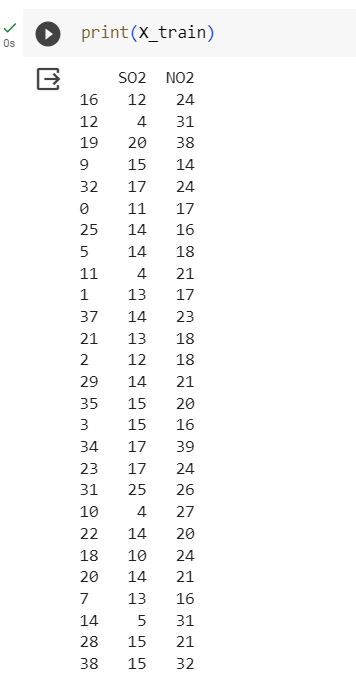 print(X_train)
0s
SO2 NO2
16 12 24
12 4 31
19 20 38
9 15 14
32 17 24
0 11 17
25 14 16
5 14 18
11 4 21
1 13 17
37 14 23
21 13 18
2 12 18
29 14 21
35 15 20
3 15 16
34 17 39
23 17 24
31 25 26
10 4 27
22 14 20
18 10 24
20 14 21
7 13 16
14 5 31
28 15 21
38 15 32